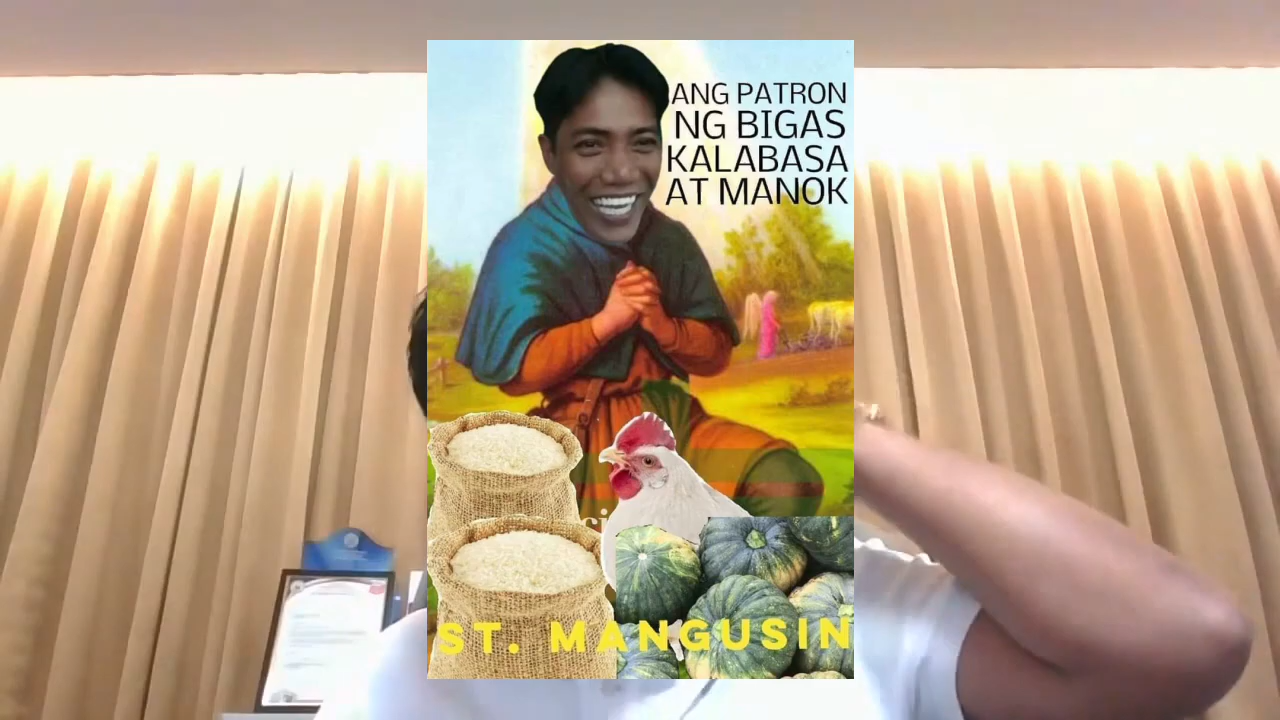 ANG PATRON
NG BIGAS
KALABASA
AT MANOK
ST. MANGUSIN